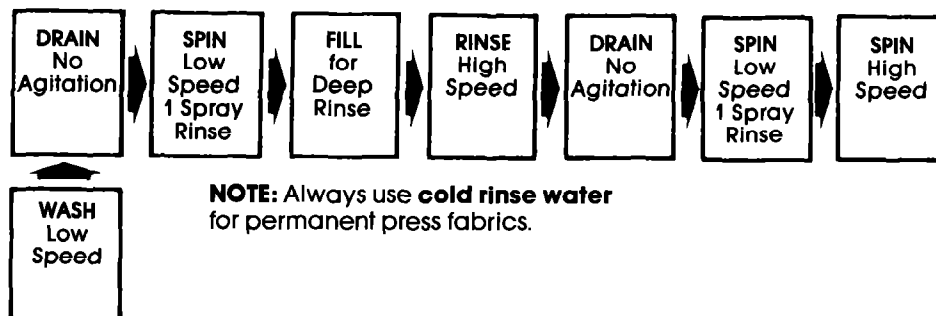 DRAIN
No
Agitation
SPIN
Low
Speed
1 Spray
Rinse
FILL
for
Deep
Rinse
RINSE
High
Speed
DRAIN
No
Agitation
SPIN
Low
Speed
1 Spray
Rinse
SPIN
High
Speed
WASH
Low
Speed
NOTE: Always use cold rinse water
for permanent press fabrics.